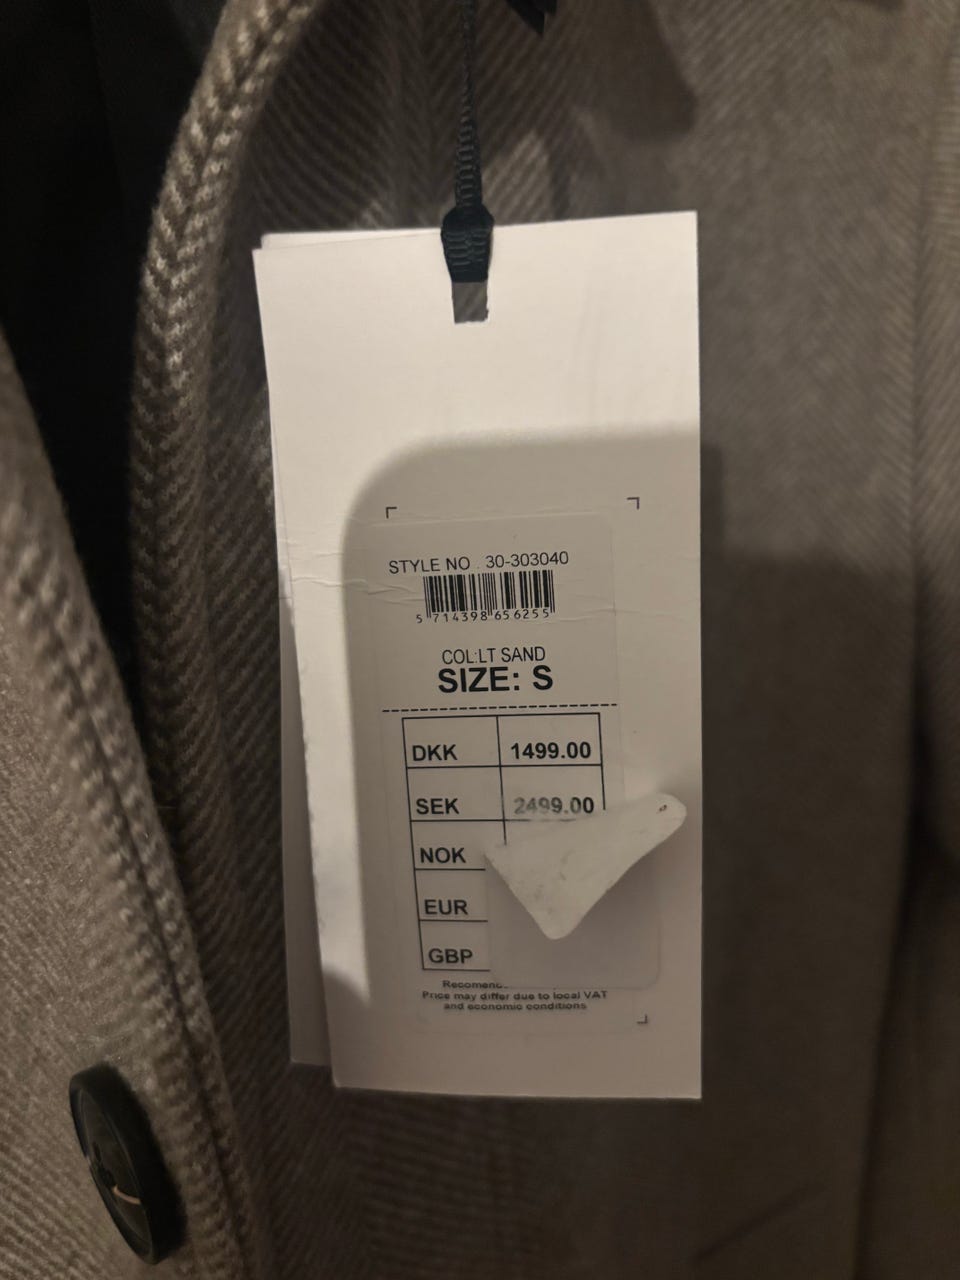 STYLE NO . 30-303040
5 714398 656255
COL:LT SAND
SIZE: S
DKK 1499.00
SEK 2499.00
NOK
EUR
GBP
Price may differ due to local VAT
and economic conditions